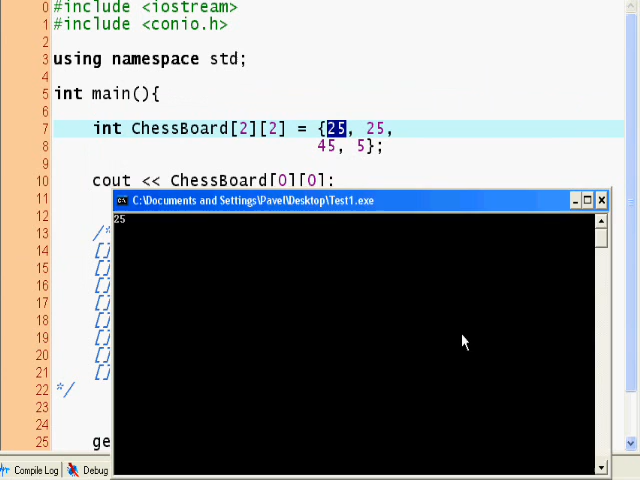 0 #include <iostream>
1 #include <conio.h>
2
3 using namespace std;
4
5 int main(){
6
7 int ChessBoard[2][2] = {25, 25,
8 45, 5};
9
10 cout << ChessBoard[0][0];
11
12
C:\Documents and Settings\Pavel\Desktop\Test1.exe
25
13 /*
14 []
15 []
16 []
17 []
18 []
19 []
20 []
21 []
22 */
23
24
25 ge
Compile Log Debug